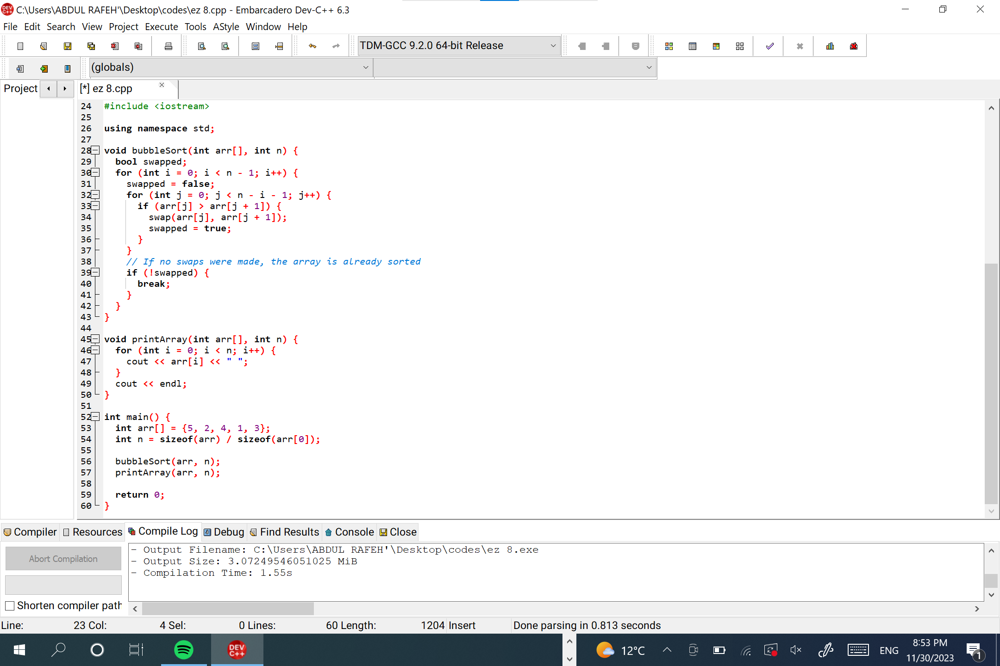 C:\Users\ABDUL RAFEH'\Desktop\codes\ez 8.cpp - Embarcadero Dev-C++ 6.3
File Edit Search View Project Execute Tools AStyle Window Help
TDM-GCC 9.2.0 64-bit Release
(globals)
Project [*] ez 8.cpp
24 #include <iostream>
25
26 using namespace std;
27
28 void bubbleSort(int arr[], int n) {
29   bool swapped;
30   for (int i = 0; i < n - 1; i++) {
31     swapped = false;
32     for (int j = 0; j < n - i - 1; j++) {
33       if (arr[j] > arr[j + 1]) {
34         swap(arr[j], arr[j + 1]);
35         swapped = true;
36       }
37     }
38     // If no swaps were made, the array is already sorted
39     if (!swapped) {
40       break;
41     }
42   }
43 }
44
45 void printArray(int arr[], int n) {
46   for (int i = 0; i < n; i++) {
47     cout << arr[i] << " ";
48   }
49   cout << endl;
50 }
51
52 int main() {
53   int arr[] = {5, 2, 4, 1, 3};
54   int n = sizeof(arr) / sizeof(arr[0]);
55
56   bubbleSort(arr, n);
57   printArray(arr, n);
58
59   return 0;
60 }
Compiler Resources Compile Log Debug Find Results Console Close
Abort Compilation
Shorten compiler path
- Output Filename: C:\Users\ABDUL RAFEH'\Desktop\codes\ez 8.exe
- Output Size: 3.07249546051025 MiB
- Compilation Time: 1.55s
Line: 23 Col: 4 Sel: 0 Lines: 60 Length: 1204 Insert Done parsing in 0.813 seconds
DEV C++
12°C ENG 8:53 PM
11/30/2023 1